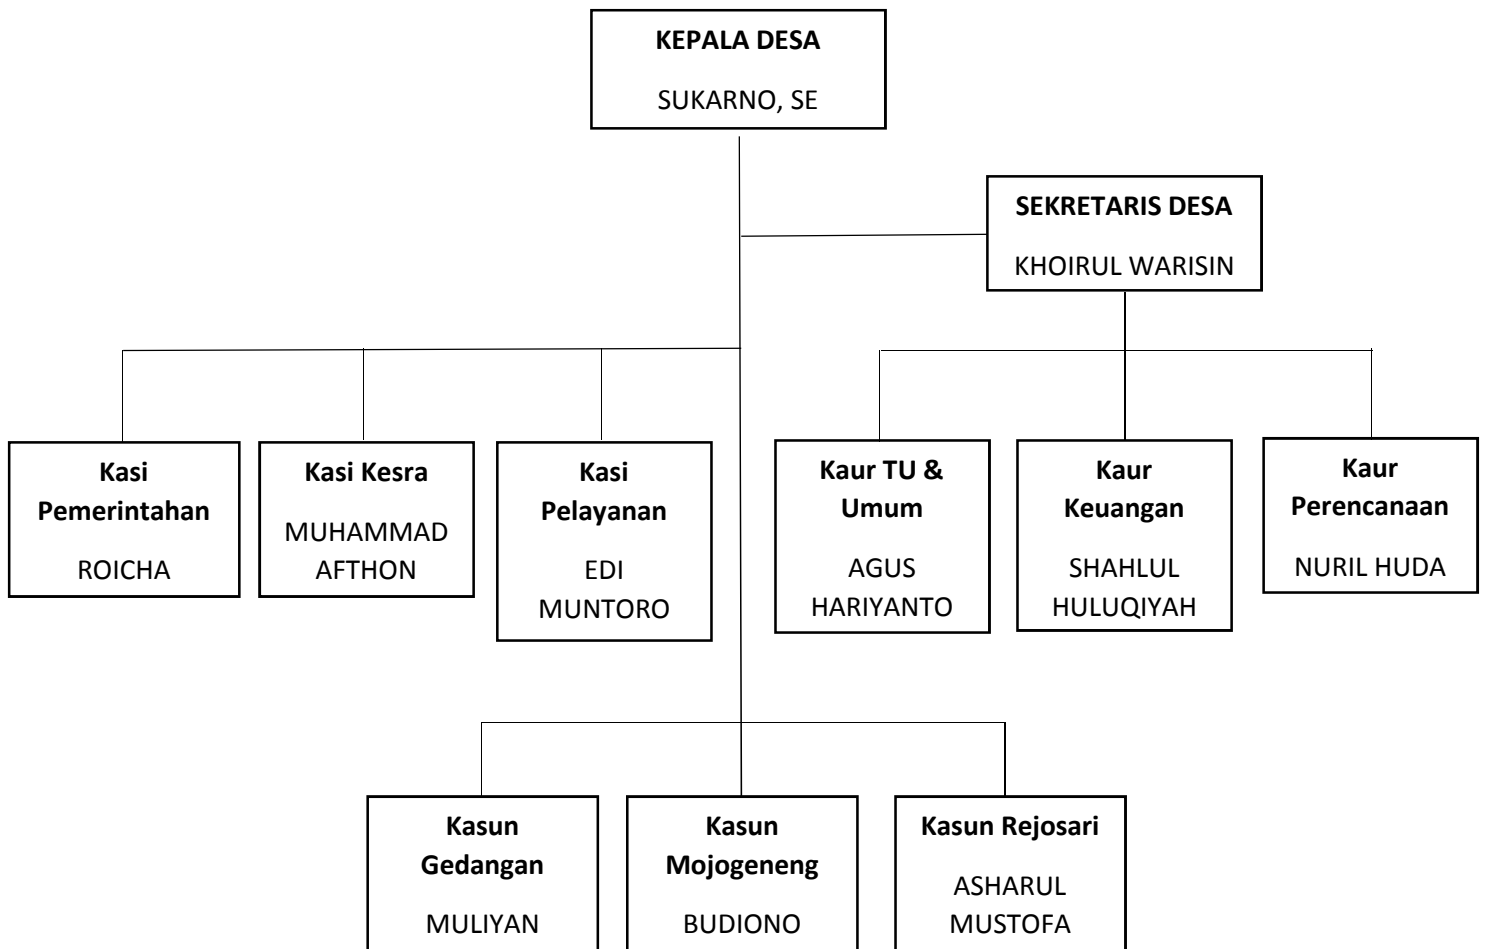 KEPALA DESA
SUKARNO, SE
SEKRETARIS DESA
KHOIRUL WARISIN
Kasi
Pemerintahan
ROICHA
Kasi Kesra
MUHAMMAD
AFTHON
Kasi
Pelayanan
EDI
MUNTORO
Kaur TU &
Umum
AGUS
HARIYANTO
Kaur
Keuangan
SHAHLUL
HULUQIYAH
Kaur
Perencanaan
NURIL HUDA
Kasun
Gedangan
MULIYAN
Kasun
Mojogeneng
BUDIONO
Kasun Rejosari
ASHARUL
MUSTOFA